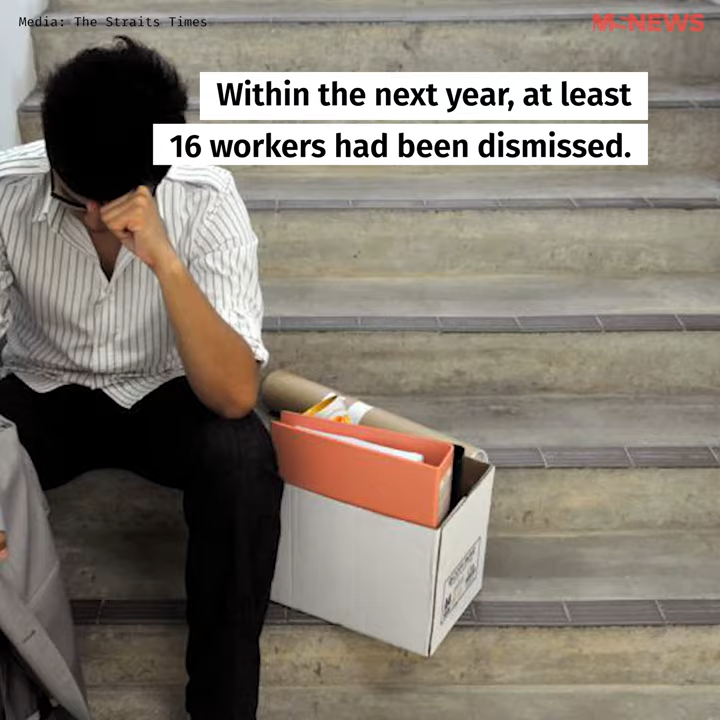 Media: The Straits Times
NEWS
Within the next year, at least
16 workers had been dismissed.